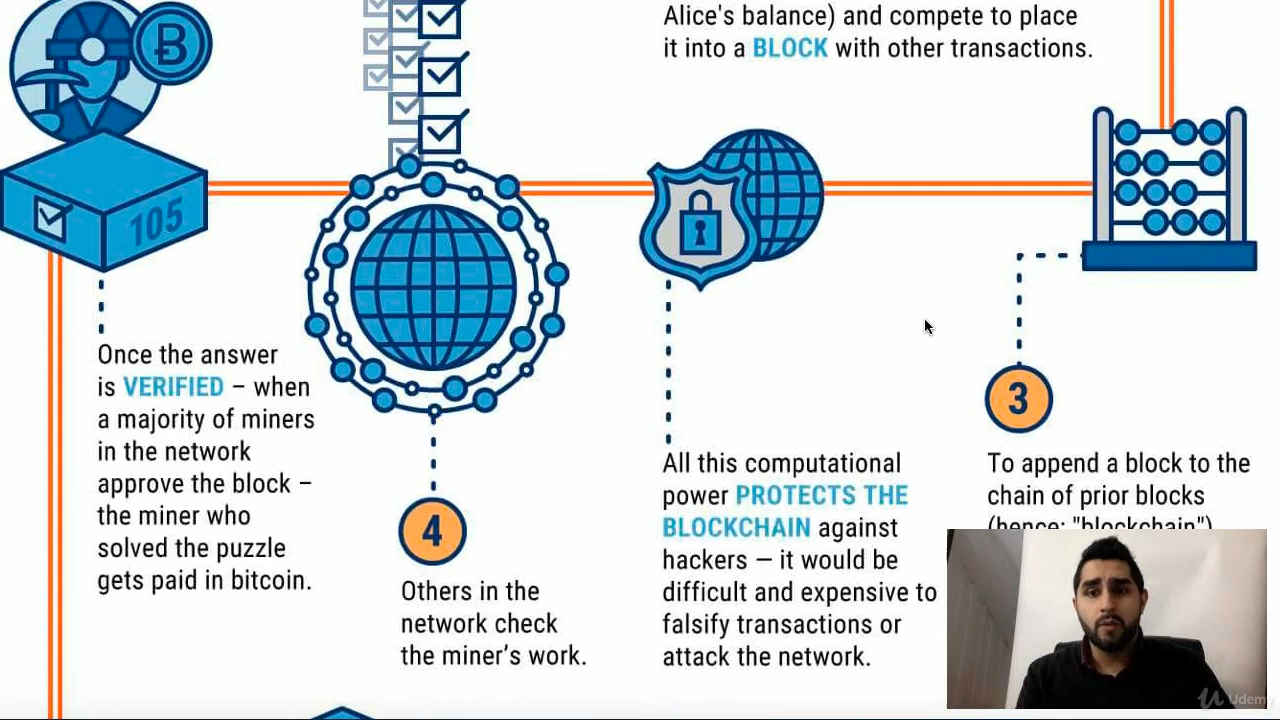 Alice's balance) and compete to place
it into a BLOCK with other transactions.
105
Once the answer
is VERIFIED – when
a majority of miners
in the network
approve the block –
the miner who
solved the puzzle
gets paid in bitcoin.
4
Others in the
network check
the miner's work.
All this computational
power PROTECTS THE
BLOCKCHAIN against
hackers — it would be
difficult and expensive to
falsify transactions or
attack the network.
3
To append a block to the
chain of prior blocks
(hence: "blockchain")
Udemy